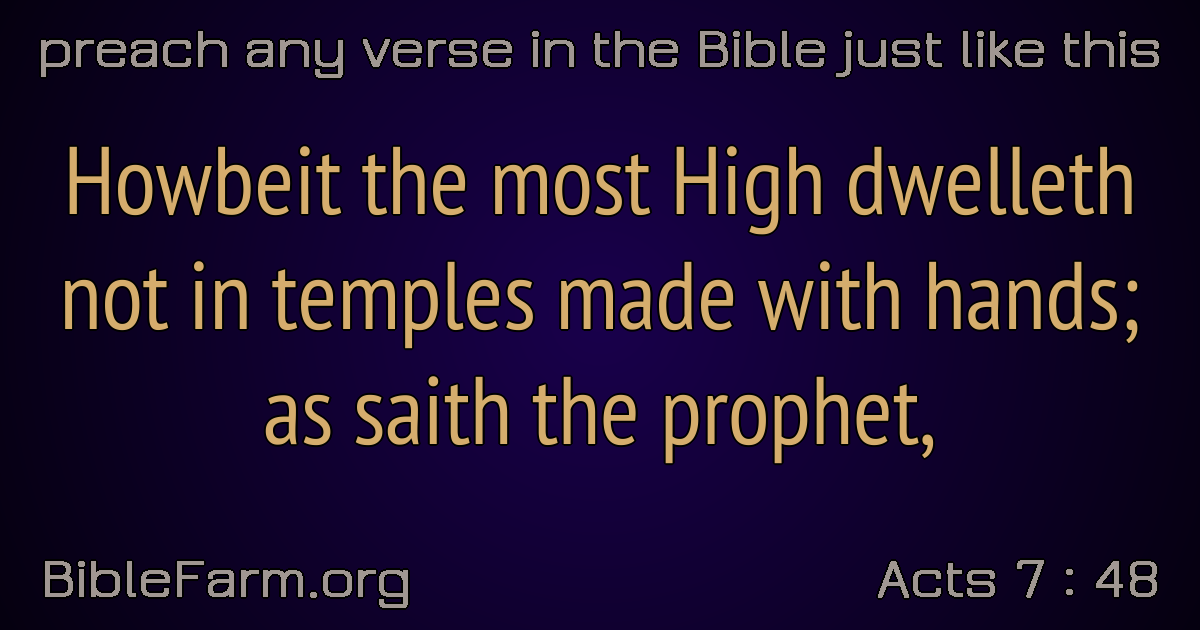 preach any verse in the Bible just like this
Howbeit the most High dwelleth
not in temples made with hands;
as saith the prophet,
BibleFarm.org
Acts 7 : 48